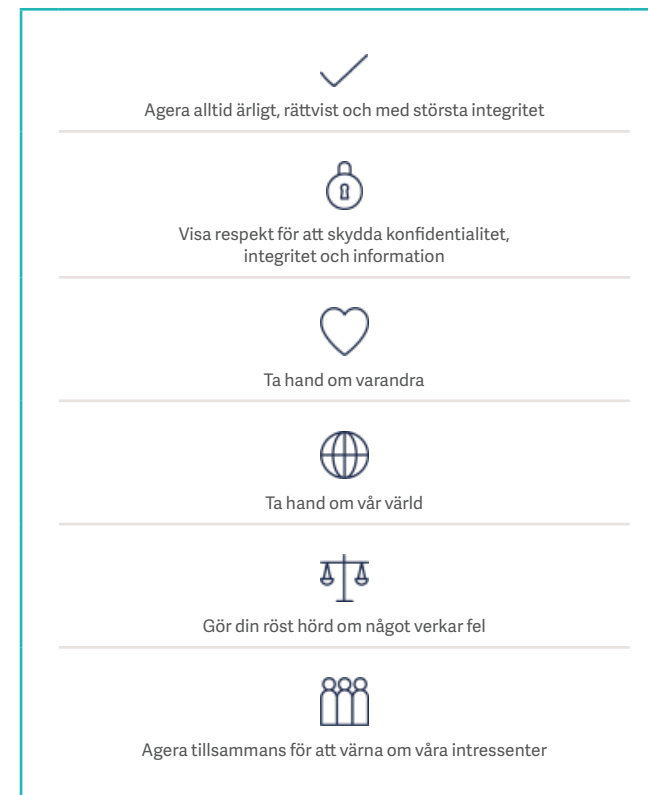 Agera alltid ärligt, rättvist och med största integritet
Visa respekt för att skydda konfidentialitet,
integritet och information
Ta hand om varandra
Ta hand om vår värld
Gör din röst hörd om något verkar fel
Agera tillsammans för att värna om våra intressenter